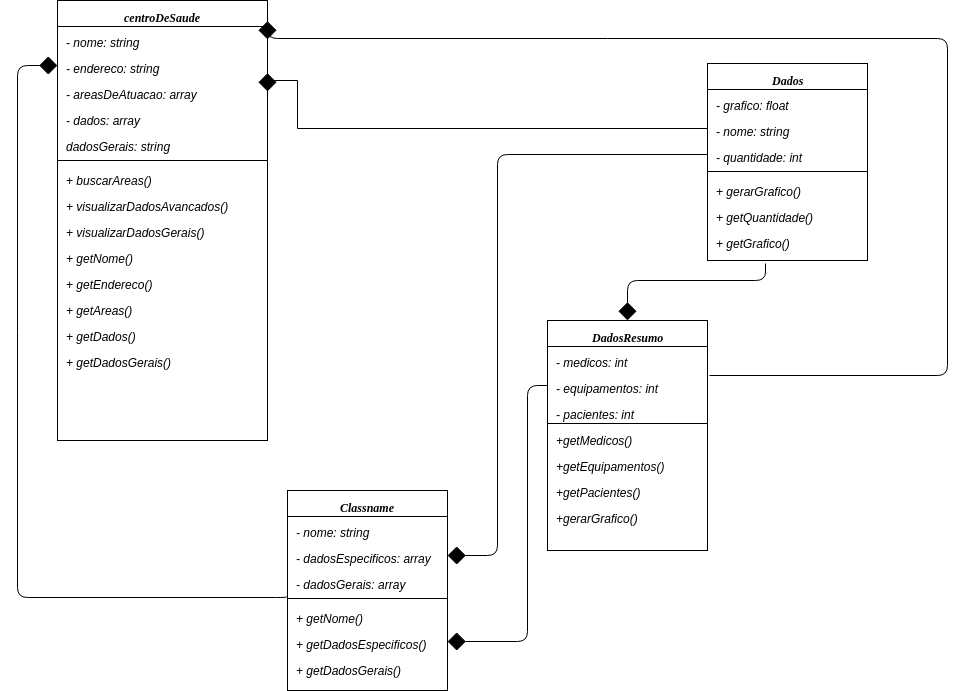 centroDeSaude
- nome: string
- endereco: string
- areasDeAtuacao: array
- dados: array
dadosGerais: string
+ buscarAreas()
+ visualizarDadosAvancados()
+ visualizarDadosGerais()
+ getNome()
+ getEndereco()
+ getAreas()
+ getDados()
+ getDadosGerais()
Dados
- grafico: float
- nome: string
- quantidade: int
+ gerarGrafico()
+ getQuantidade()
+ getGrafico()
DadosResumo
- medicos: int
- equipamentos: int
- pacientes: int
+getMedicos()
+getEquipamentos()
+getPacientes()
+gerarGrafico()
Classname
- nome: string
- dadosEspecificos: array
- dadosGerais: array
+ getNome()
+ getDadosEspecificos()
+ getDadosGerais()